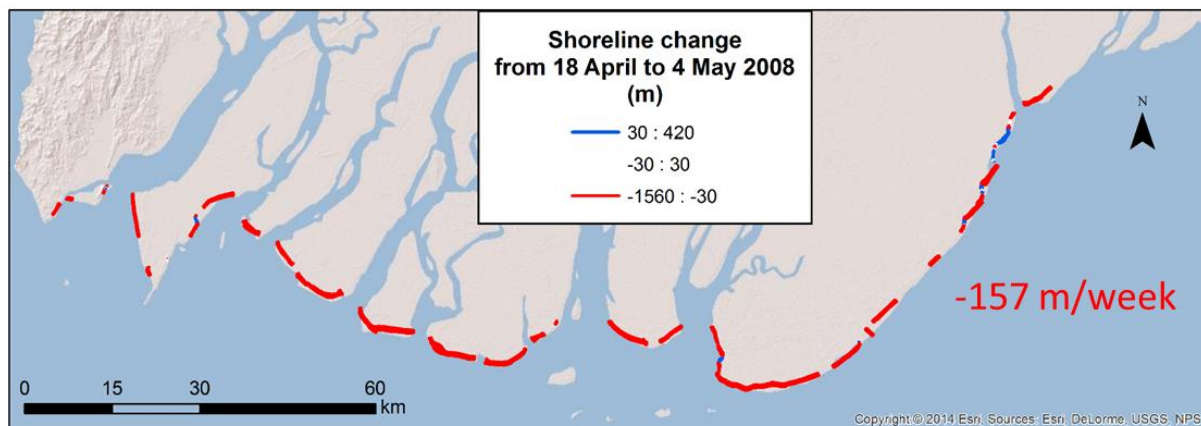 Shoreline change
from 18 April to 4 May 2008
(m)
30 : 420
-30 : 30
-1560 : -30
N
-157 m/week
0 15 30 60
km
Copyright:© 2014 Esri, Sources: Esri, DeLorme, USGS, NPS